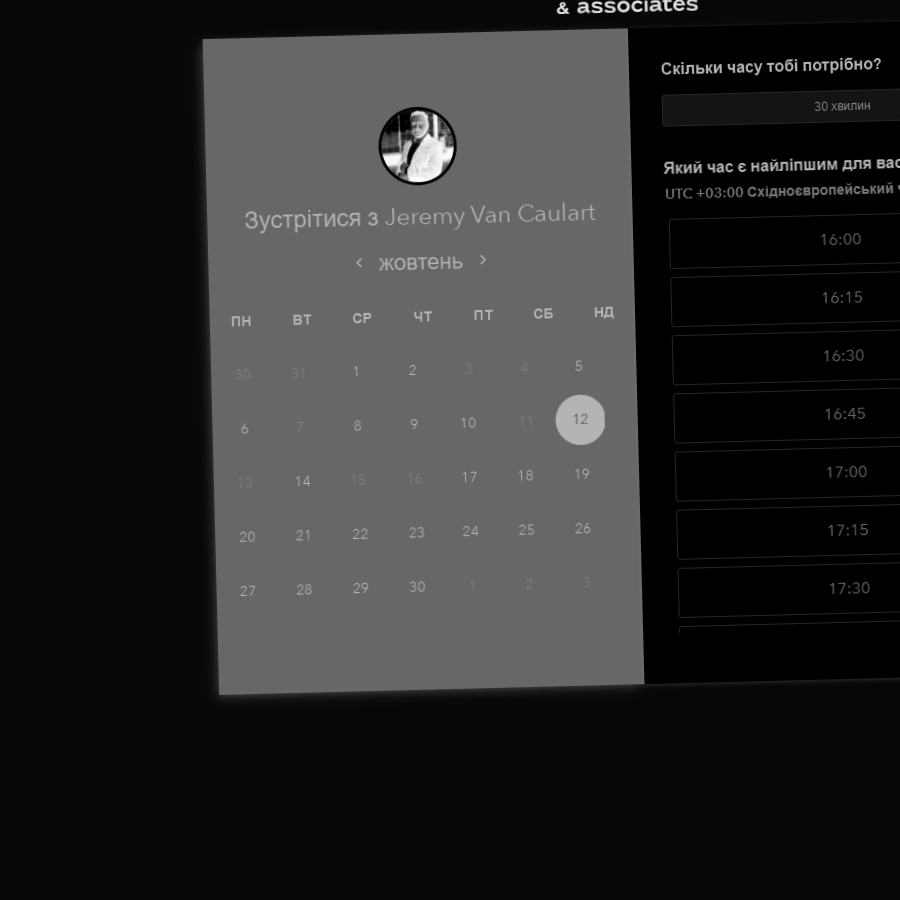 & associates
Зустрітися з Jeremy Van Caulart
жовтень
ПН ВТ СР ЧТ ПТ СБ НД
30 31 1 2 3 4 5
6 7 8 9 10 11 12
13 14 15 16 17 18 19
20 21 22 23 24 25 26
27 28 29 30 1 2 3
Скільки часу тобі потрібно?
30 хвилин
Який час є найліпшим для вас
UTC +03:00 Східноєвропейський
16:00
16:15
16:30
16:45
17:00
17:15
17:30